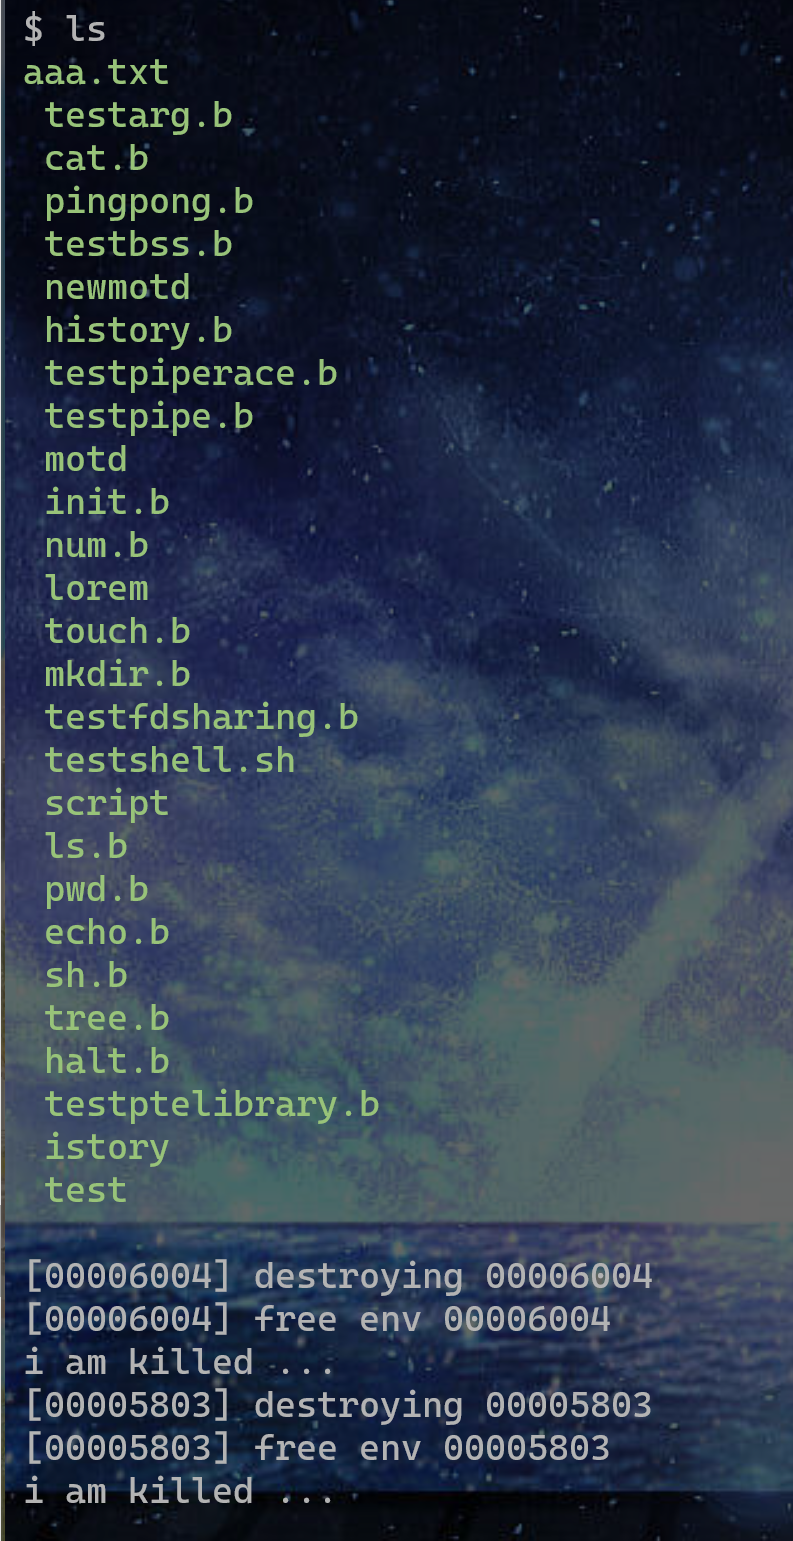 $ ls
aaa.txt
 testarg.b
 cat.b
 pingpong.b
 testbss.b
 newmotd
 history.b
 testpiperace.b
 testpipe.b
 motd
 init.b
 num.b
 lorem
 touch.b
 mkdir.b
 testfdsharing.b
 testshell.sh
 script
 ls.b
 pwd.b
 echo.b
 sh.b
 tree.b
 halt.b
 testptelibrary.b
 istory
 test
[00006004] destroying 00006004
[00006004] free env 00006004
i am killed ...
[00005803] destroying 00005803
[00005803] free env 00005803
i am killed ...